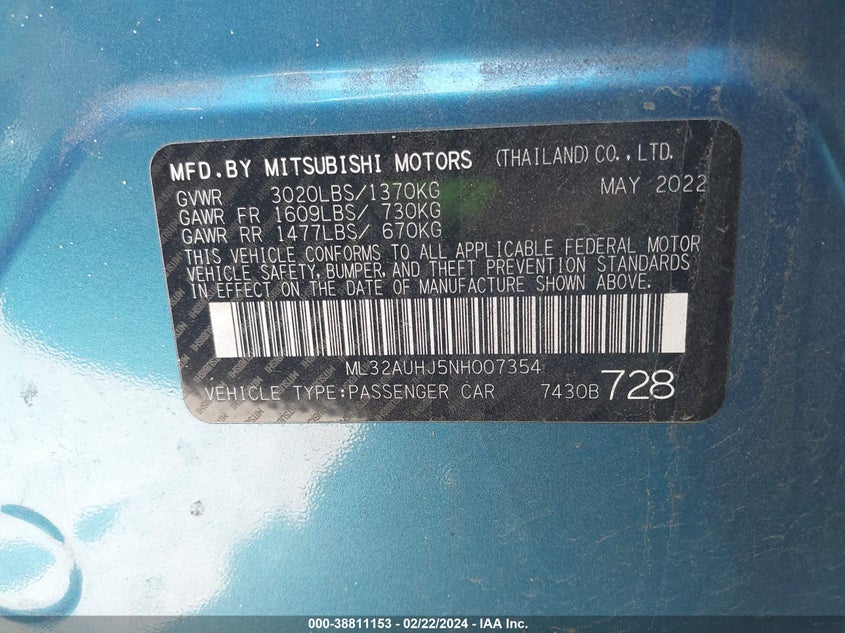 MFD.BY MITSUBISHI MOTORS (THAILAND) CO.,LTD.
GVWR 3020LBS/1370KG MAY 2022
GAWR FR 1609LBS/ 730KG
GAWR RR 1477LBS/ 670KG
THIS VEHICLE CONFORMS TO ALL APPLICABLE FEDERAL MOTOR
VEHICLE SAFETY, BUMPER, AND THEFT PREVENTION STANDARDS
IN EFFECT ON THE DATE OF MANUFACTURE SHOWN ABOVE.
ML32AUHJ5NH007354
VEHICLE TYPE:PASSENGER CAR 7430B 728
000-38811153 - 02/22/2024 - IAA Inc.